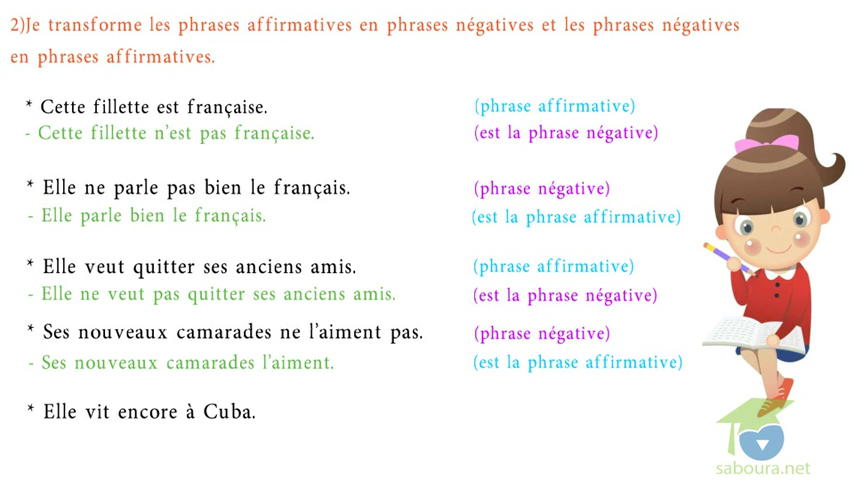 2)Je transforme les phrases affirmatives en phrases négatives et les phrases négatives
en phrases affirmatives.
* Cette fillette est française. (phrase affirmative)
- Cette fillette n'est pas française. (est la phrase négative)
* Elle ne parle pas bien le français. (phrase négative)
- Elle parle bien le français. (est la phrase affirmative)
* Elle veut quitter ses anciens amis. (phrase affirmative)
- Elle ne veut pas quitter ses anciens amis. (est la phrase négative)
* Ses nouveaux camarades ne l'aiment pas. (phrase négative)
- Ses nouveaux camarades l'aiment. (est la phrase affirmative)
* Elle vit encore à Cuba.
saboura.net